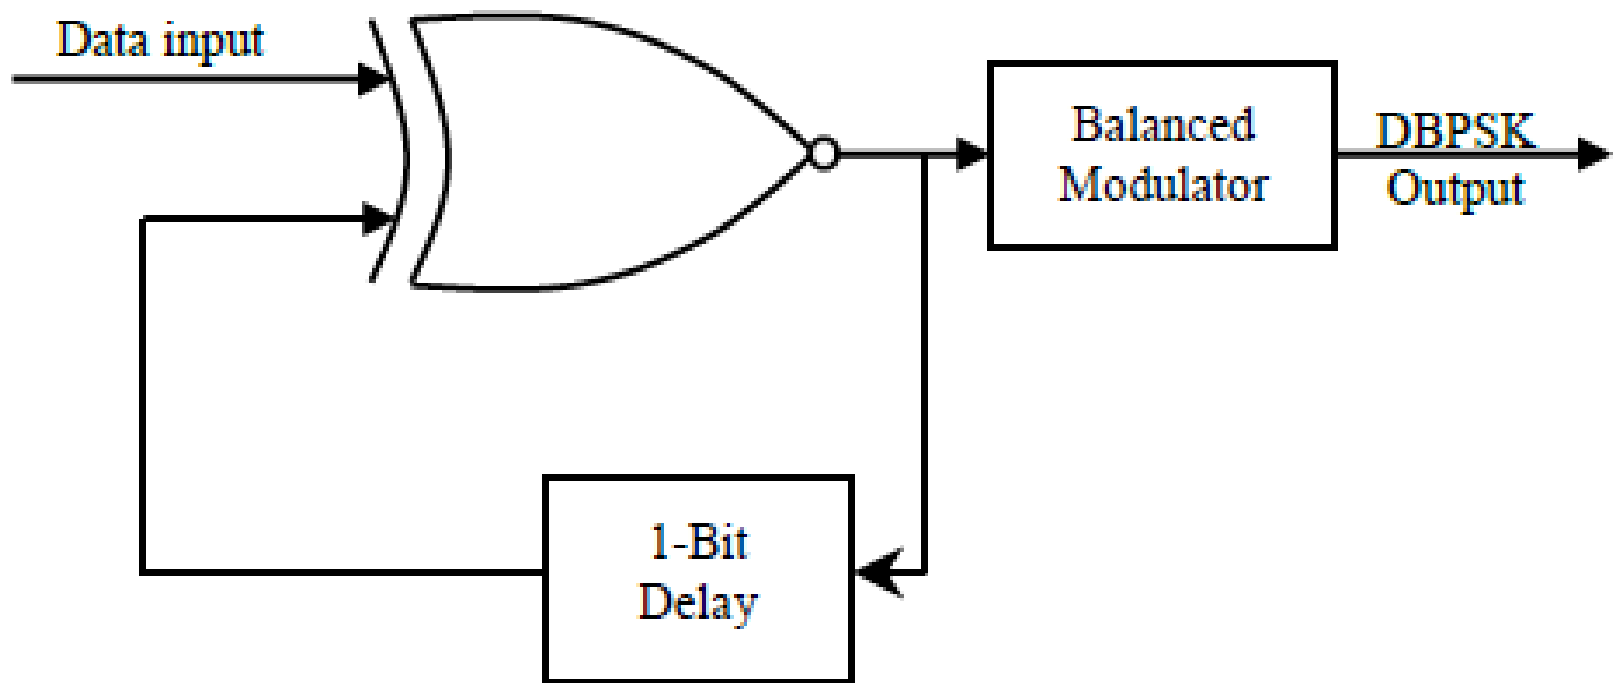 Data input
Balanced
Modulator
DBPSK
Output
1-Bit
Delay